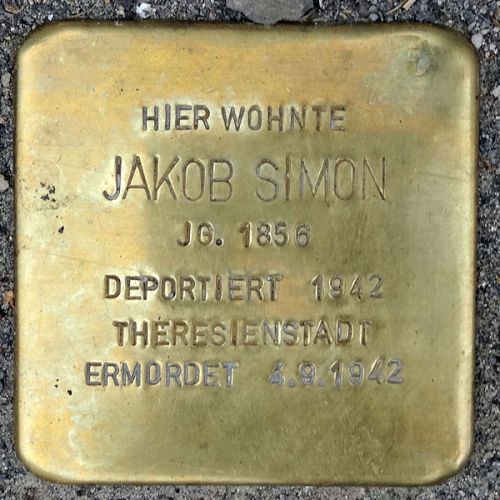 HIER WOHNTE
JAKOB SIMON
JG. 1856
DEPORTIERT 1942
THERESIENSTADT
ERMORDET 4.9.1942